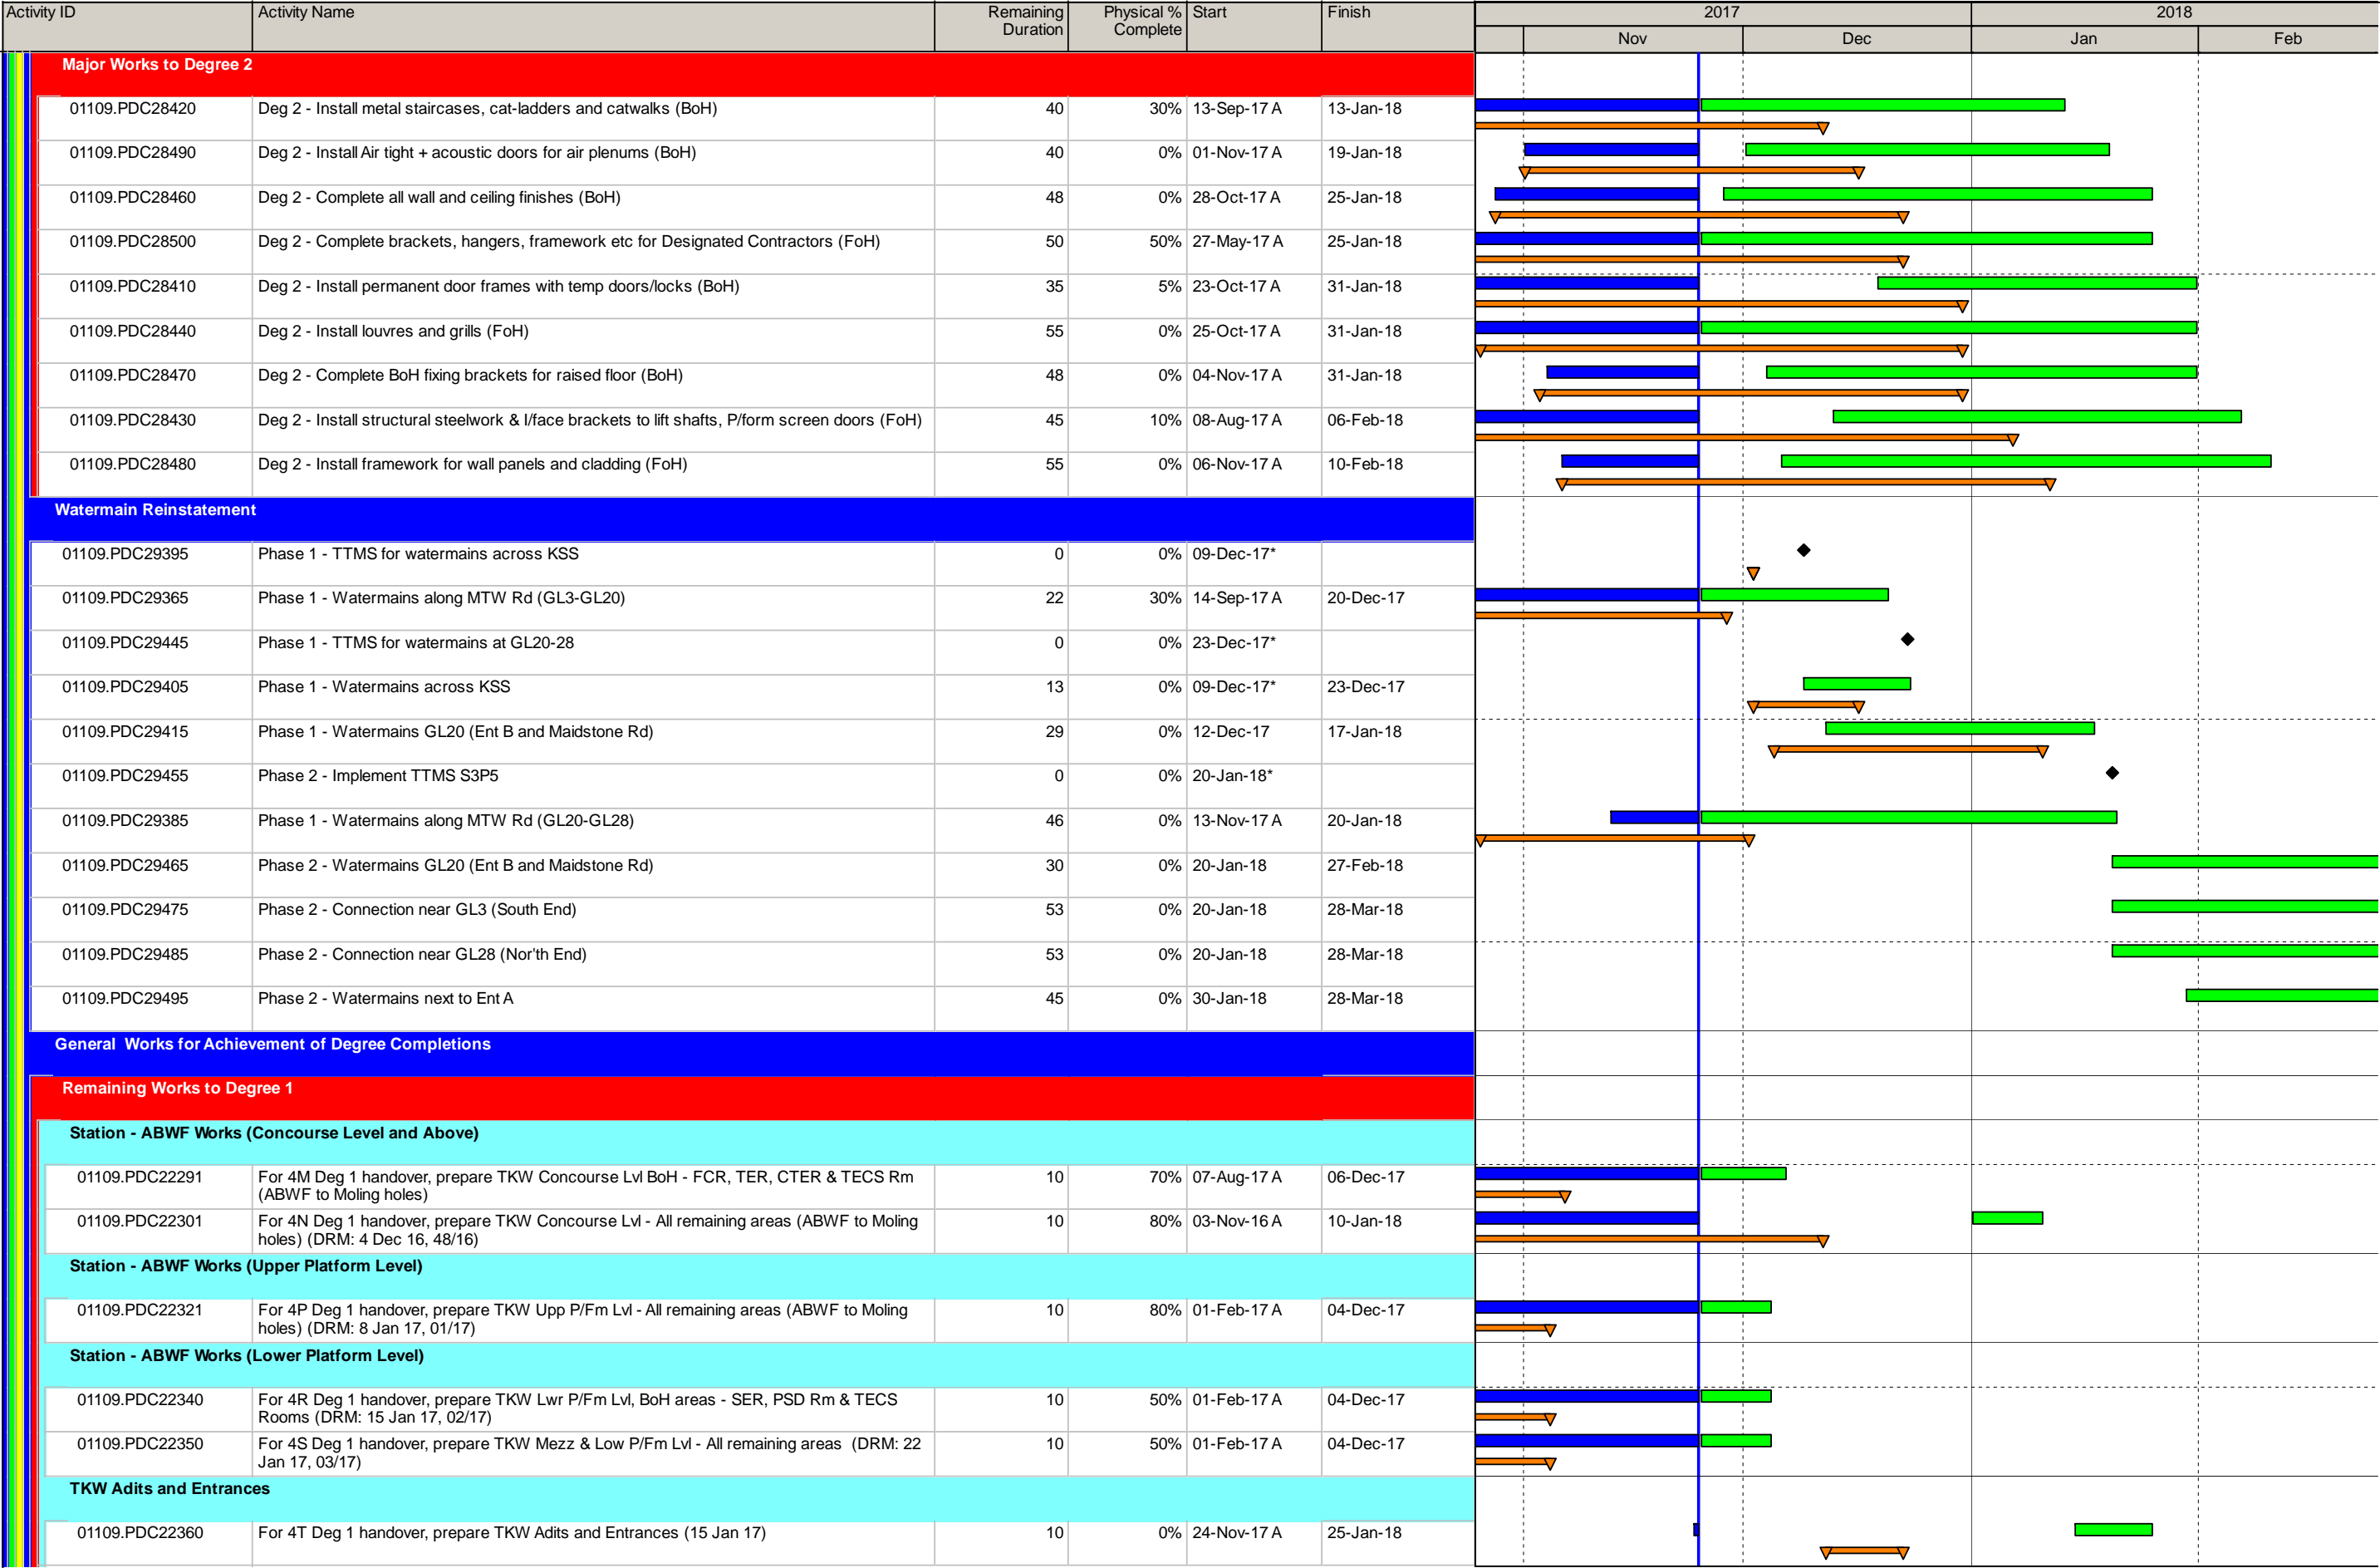 Activity ID Activity Name Remaining Duration Physical % Complete Start Finish 2017 2018
Nov Dec Jan Feb
Major Works to Degree 2
01109.PDC28420 Deg 2 - Install metal staircases, cat-ladders and catwalks (BoH) 40 30% 13-Sep-17 A 13-Jan-18
01109.PDC28490 Deg 2 - Install Air tight + acoustic doors for air plenums (BoH) 40 0% 01-Nov-17 A 19-Jan-18
01109.PDC28460 Deg 2 - Complete all wall and ceiling finishes (BoH) 48 0% 28-Oct-17 A 25-Jan-18
01109.PDC28500 Deg 2 - Complete brackets, hangers, framework etc for Designated Contractors (FoH) 50 50% 27-May-17 A 25-Jan-18
01109.PDC28410 Deg 2 - Install permanent door frames with temp doors/locks (BoH) 35 5% 23-Oct-17 A 31-Jan-18
01109.PDC28440 Deg 2 - Install louvres and grills (FoH) 55 0% 25-Oct-17 A 31-Jan-18
01109.PDC28470 Deg 2 - Complete BoH fixing brackets for raised floor (BoH) 48 0% 04-Nov-17 A 31-Jan-18
01109.PDC28430 Deg 2 - Install structural steelwork & I/face brackets to lift shafts, P/form screen doors (FoH) 45 10% 08-Aug-17 A 06-Feb-18
01109.PDC28480 Deg 2 - Install framework for wall panels and cladding (FoH) 55 0% 06-Nov-17 A 10-Feb-18
Watermain Reinstatement
01109.PDC29395 Phase 1 - TTMS for watermains across KSS 0 0% 09-Dec-17*
01109.PDC29365 Phase 1 - Watermains along MTW Rd (GL3-GL20) 22 30% 14-Sep-17 A 20-Dec-17
01109.PDC29445 Phase 1 - TTMS for watermains at GL20-28 0 0% 23-Dec-17*
01109.PDC29405 Phase 1 - Watermains across KSS 13 0% 09-Dec-17* 23-Dec-17
01109.PDC29415 Phase 1 - Watermains GL20 (Ent B and Maidstone Rd) 29 0% 12-Dec-17 17-Jan-18
01109.PDC29455 Phase 2 - Implement TTMS S3P5 0 0% 20-Jan-18*
01109.PDC29385 Phase 1 - Watermains along MTW Rd (GL20-GL28) 46 0% 13-Nov-17 A 20-Jan-18
01109.PDC29465 Phase 2 - Watermains GL20 (Ent B and Maidstone Rd) 30 0% 20-Jan-18 27-Feb-18
01109.PDC29475 Phase 2 - Connection near GL3 (South End) 53 0% 20-Jan-18 28-Mar-18
01109.PDC29485 Phase 2 - Connection near GL28 (Nor'th End) 53 0% 20-Jan-18 28-Mar-18
01109.PDC29495 Phase 2 - Watermains next to Ent A 45 0% 30-Jan-18 28-Mar-18
General Works for Achievement of Degree Completions
Remaining Works to Degree 1
Station - ABWF Works (Concourse Level and Above)
01109.PDC22291 For 4M Deg 1 handover, prepare TKW Concourse Lvl BoH - FCR, TER, CTER & TECS Rm 10 70% 07-Aug-17 A 06-Dec-17
(ABWF to Moling holes)
01109.PDC22301 For 4N Deg 1 handover, prepare TKW Concourse Lvl - All remaining areas (ABWF to Moling 10 80% 03-Nov-16 A 10-Jan-18
holes) (DRM: 4 Dec 16, 48/16)
Station - ABWF Works (Upper Platform Level)
01109.PDC22321 For 4P Deg 1 handover, prepare TKW Upp P/Fm Lvl - All remaining areas (ABWF to Moling 10 80% 01-Feb-17 A 04-Dec-17
holes) (DRM: 8 Jan 17, 01/17)
Station - ABWF Works (Lower Platform Level)
01109.PDC22340 For 4R Deg 1 handover, prepare TKW Lwr P/Fm Lvl, BoH areas - SER, PSD Rm & TECS 10 50% 01-Feb-17 A 04-Dec-17
Rooms (DRM: 15 Jan 17, 02/17)
01109.PDC22350 For 4S Deg 1 handover, prepare TKW Mezz & Low P/Fm Lvl - All remaining areas (DRM: 22 10 50% 01-Feb-17 A 04-Dec-17
Jan 17, 03/17)
TKW Adits and Entrances
01109.PDC22360 For 4T Deg 1 handover, prepare TKW Adits and Entrances (15 Jan 17) 10 0% 24-Nov-17 A 25-Jan-18